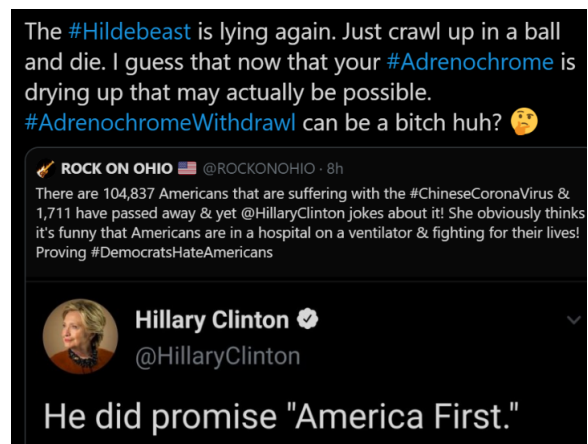 The #Hildebeast is lying again. Just crawl up in a ball
and die. I guess that now that your #Adrenochrome is
drying up that may actually be possible.
#AdrenochromeWithdrawl can be a bitch huh? 🤔
ROCK ON OHIO 🇺🇸 @ROCKONOHIO · 8h
There are 104,837 Americans that are suffering with the #ChineseCoronaVirus &
1,711 have passed away & yet @HillaryClinton jokes about it! She obviously thinks
it's funny that Americans are in a hospital on a ventilator & fighting for their lives!
Proving #DemocratsHateAmericans
Hillary Clinton
@HillaryClinton
He did promise "America First."